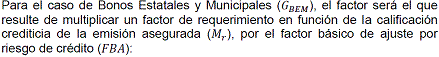 Para el caso de Bonos Estatales y Municipales (G_BEM), el factor será el que
resulte de multiplicar un factor de requerimiento en función de la calificación
crediticia de la emisión asegurada (M_r), por el factor básico de ajuste por
riesgo de crédito (FBA):